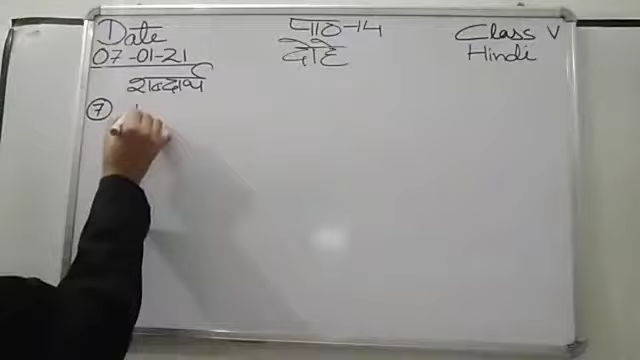 Date
07-01-21
पाठ-14
दोहे
Class V
Hindi
शब्दार्थ
7